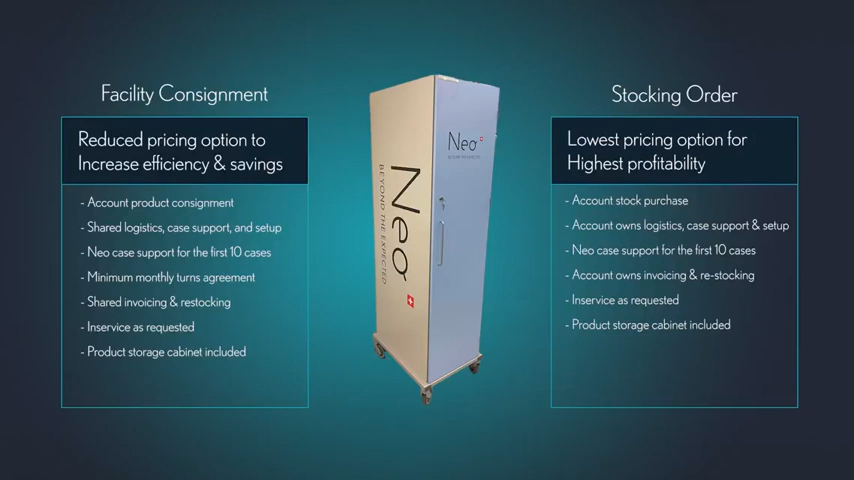 Facility Consignment
Reduced pricing option to
Increase efficiency & savings
- Account product consignment
- Shared logistics, case support, and setup
- Neo case support for the first 10 cases
- Minimum monthly turns agreement
- Shared invoicing & restocking
- Inservice as requested
- Product storage cabinet included
Neo
BEYOND THE EXPECTED
Neo
BEYOND THE EXPECTED
Stocking Order
Lowest pricing option for
Highest profitability
- Account stock purchase
- Account owns logistics, case support & setup
- Neo case support for the first 10 cases
- Account owns invoicing & re-stocking
- Inservice as requested
- Product storage cabinet included